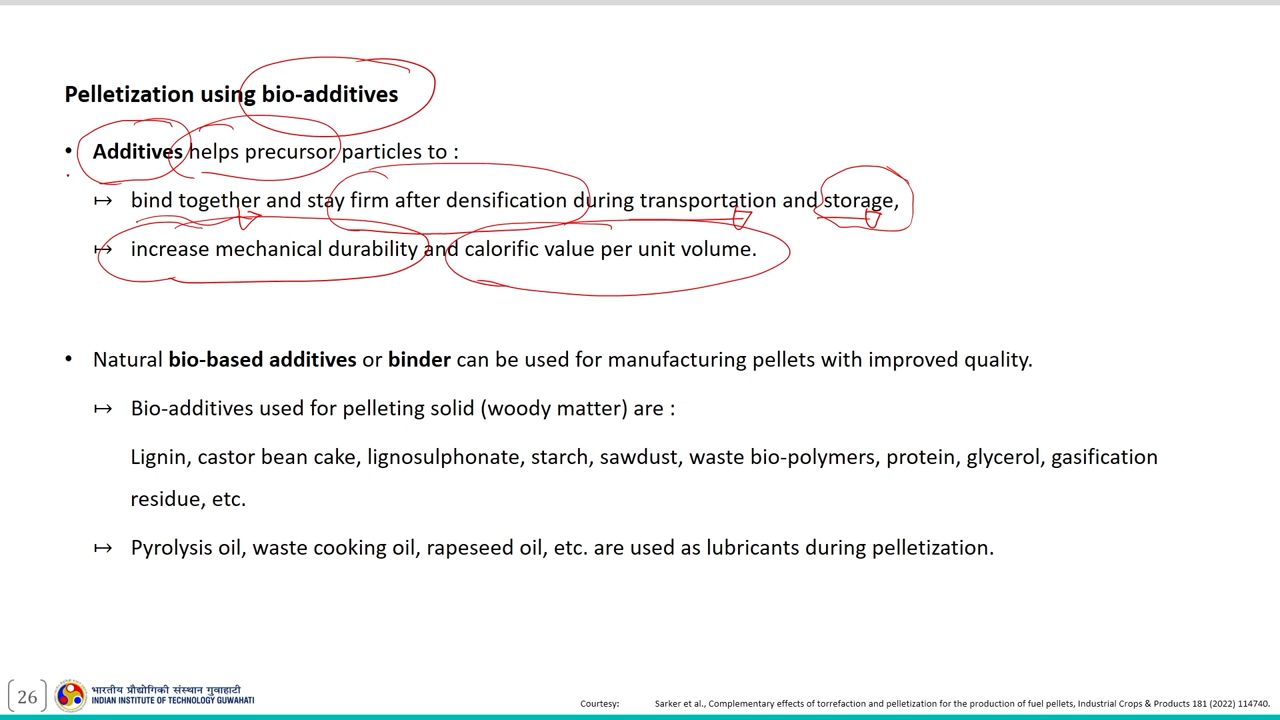 Pelletization using bio-additives
• Additives helps precursor particles to :
↦ bind together and stay firm after densification during transportation and storage,
↦ increase mechanical durability and calorific value per unit volume.
• Natural bio-based additives or binder can be used for manufacturing pellets with improved quality.
↦ Bio-additives used for pelleting solid (woody matter) are :
Lignin, castor bean cake, lignosulphonate, starch, sawdust, waste bio-polymers, protein, glycerol, gasification
residue, etc.
↦ Pyrolysis oil, waste cooking oil, rapeseed oil, etc. are used as lubricants during pelletization.
26
भारतीय प्रौद्योगिकी संस्थान गुवाहाटी
INDIAN INSTITUTE OF TECHNOLOGY GUWAHATI
Courtesy: Sarker et al., Complementary effects of torrefaction and pelletization for the production of fuel pellets, Industrial Crops & Products 181 (2022) 114740.